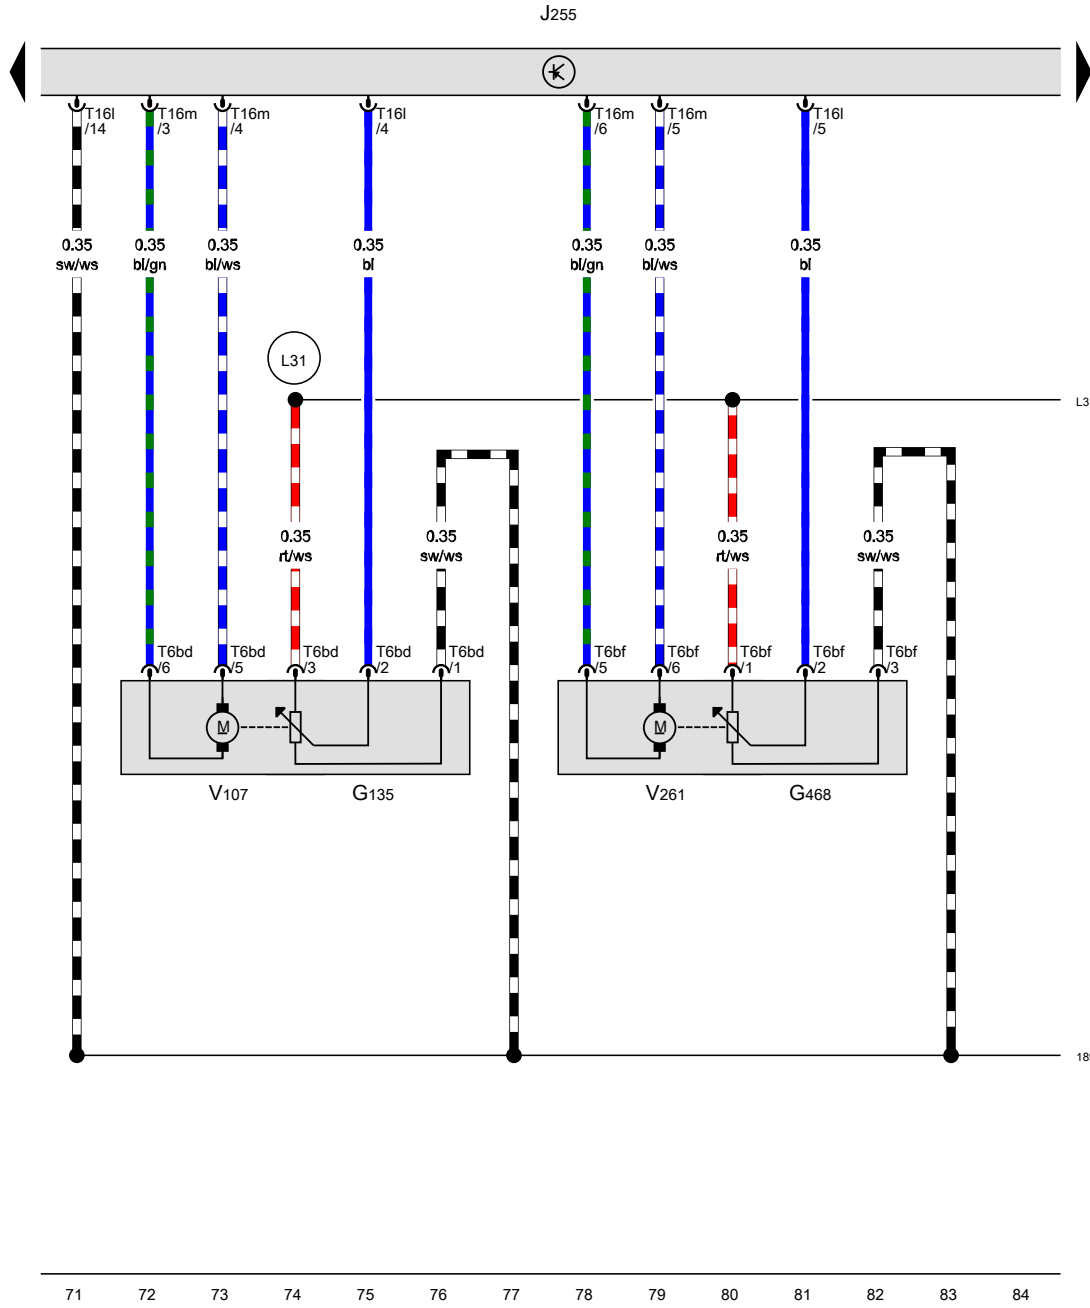 J255
T16l
/14
T16m
/3
T16m
/4
T16l
/4
T16m
/6
T16m
/5
T16l
/5
0.35
sw/ws
0.35
bl/gn
0.35
bl/ws
0.35
bl
0.35
bl/gn
0.35
bl/ws
0.35
bl
L31
L3
0.35
rt/ws
0.35
sw/ws
0.35
rt/ws
0.35
sw/ws
T6bd
/6
T6bd
/5
T6bd
/3
T6bd
/2
T6bd
/1
T6bf
/5
T6bf
/6
T6bf
/1
T6bf
/2
T6bf
/3
M
M
V107
G135
V261
G468
71 72 73 74 75 76 77 78 79 80 81 82 83 84